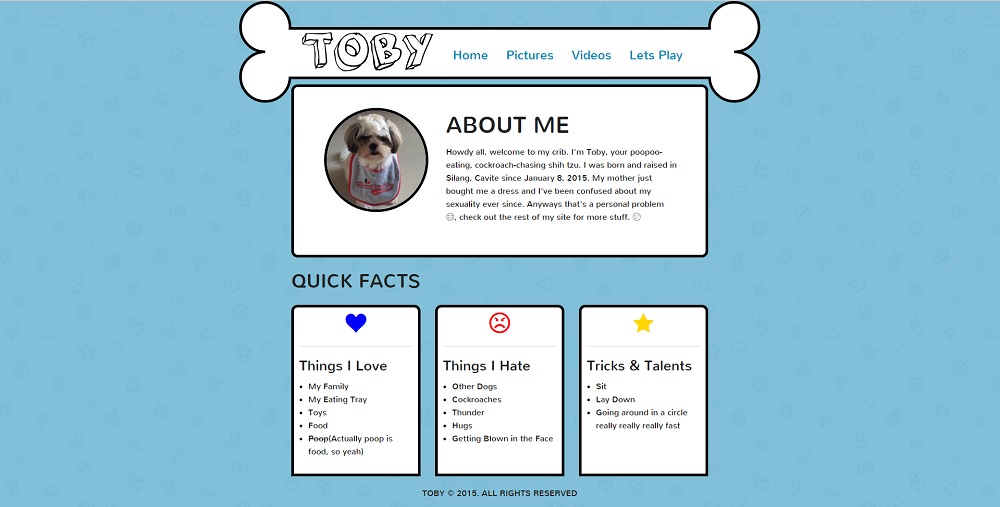 TOBY Home Pictures Videos Lets Play
ABOUT ME
Howdy all, welcome to my crib. I'm Toby, your poopoo-
eating, cockroach-chasing shih tzu. I was born and raised in
Silang, Cavite since January 8, 2015. My mother just
bought me a dress and I've been confused about my
sexuality ever since. Anyways that's a personal problem
, check out the rest of my site for more stuff.
QUICK FACTS
Things I Love
• My Family
• My Eating Tray
• Toys
• Food
• Poop(Actually poop is
food, so yeah)
Things I Hate
• Other Dogs
• Cockroaches
• Thunder
• Hugs
• Getting Blown in the Face
Tricks & Talents
• Sit
• Lay Down
• Going around in a circle
really really really fast
TOBY © 2015. ALL RIGHTS RESERVED